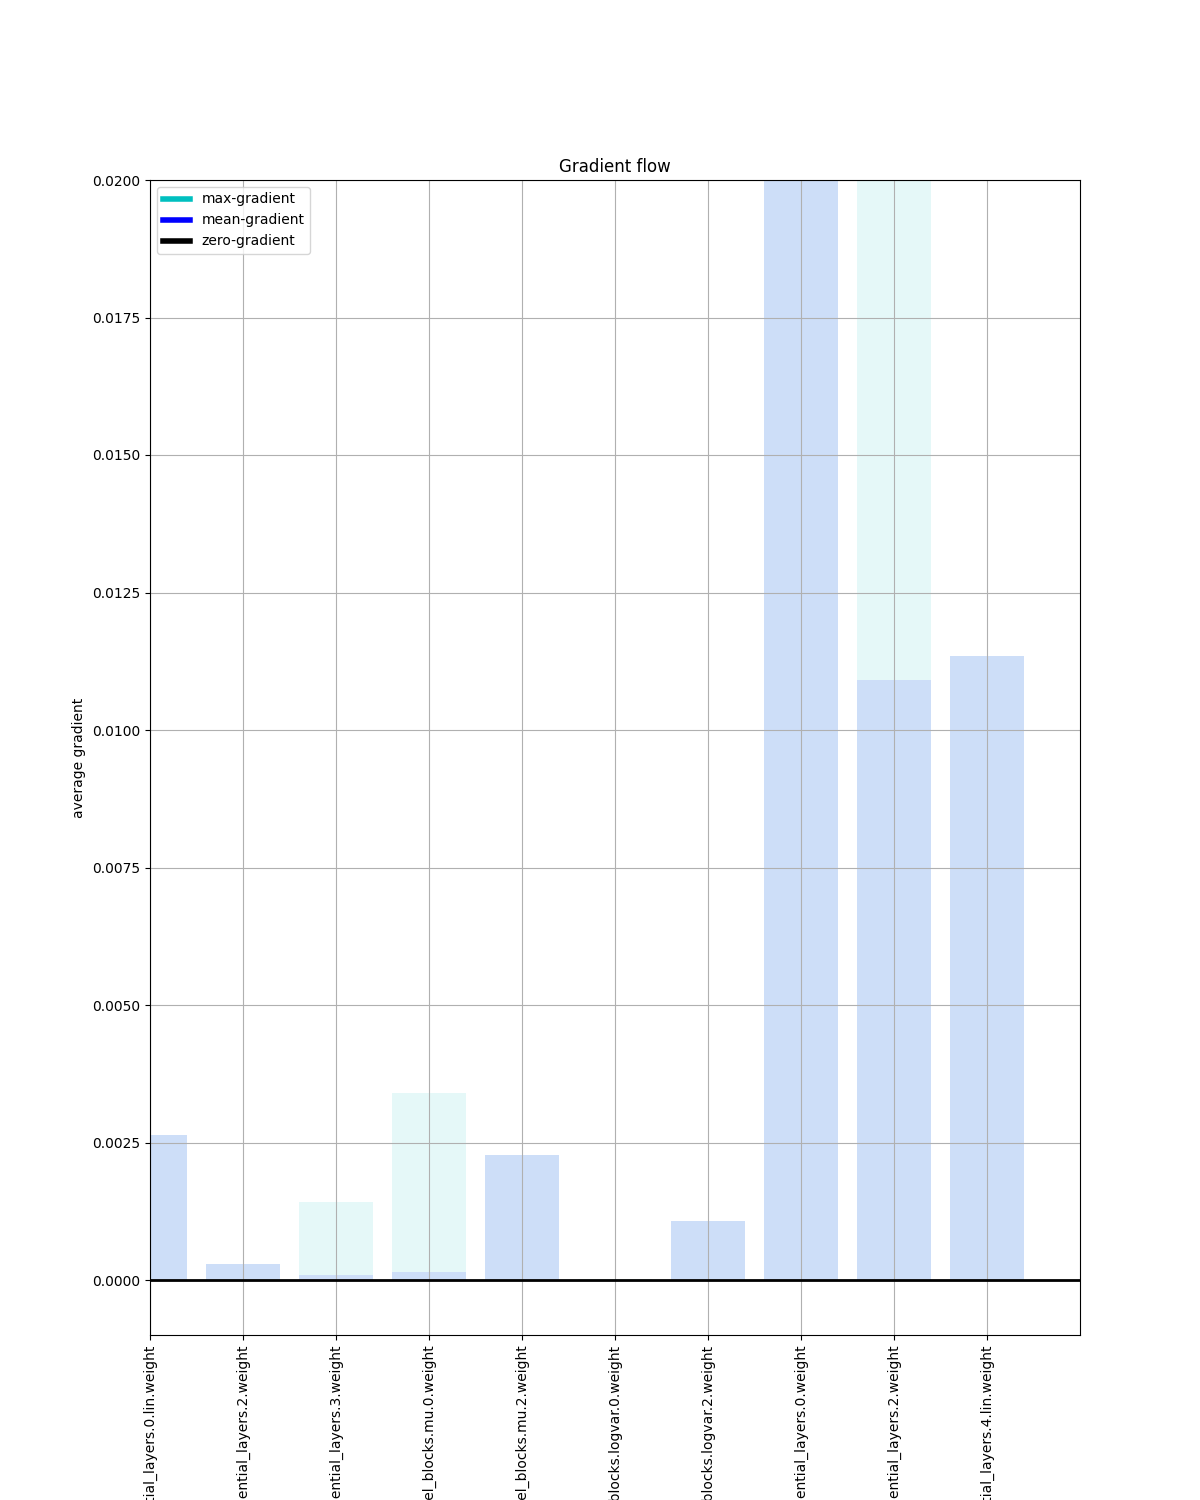 Gradient flow
max-gradient
mean-gradient
zero-gradient
0.0200
0.0175
0.0150
0.0125
0.0100
0.0075
0.0050
0.0025
0.0000
average gradient
tial_layers.0.lin.weight
ential_layers.2.weight
ential_layers.3.weight
el_blocks.mu.0.weight
el_blocks.mu.2.weight
blocks.logvar.0.weight
blocks.logvar.2.weight
ential_layers.0.weight
ential_layers.2.weight
tial_layers.4.lin.weight